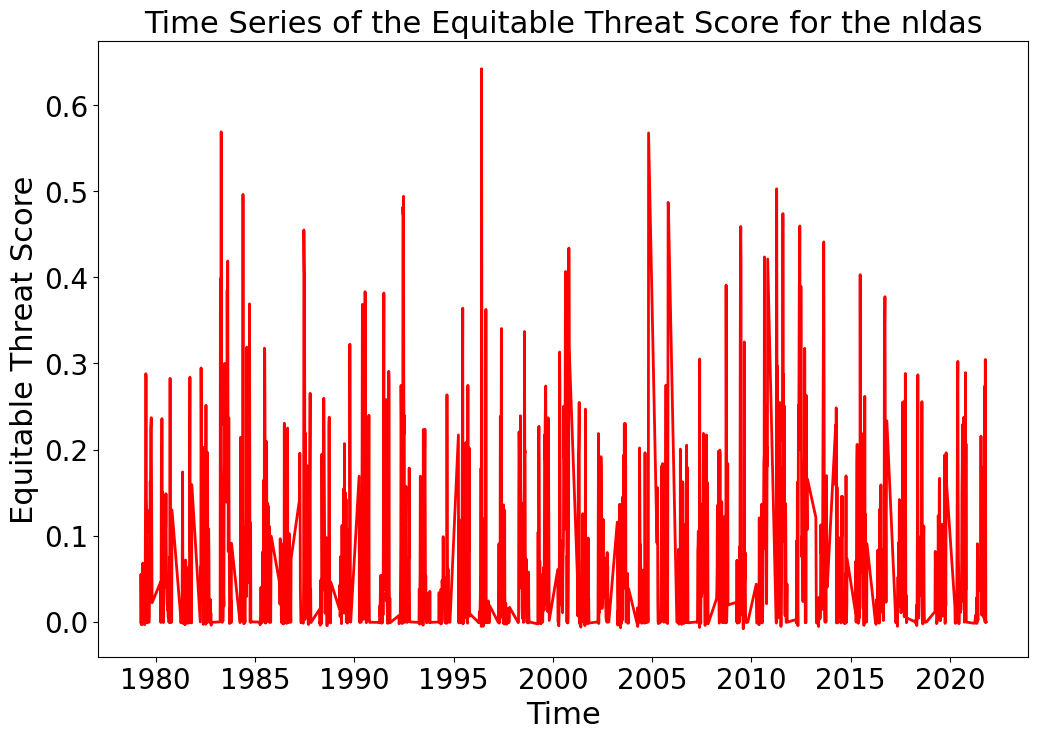 Time Series of the Equitable Threat Score for the nldas
Equitable Threat Score
0.6
0.5
0.4
0.3
0.2
0.1
0.0
1980 1985 1990 1995 2000 2005 2010 2015 2020
Time